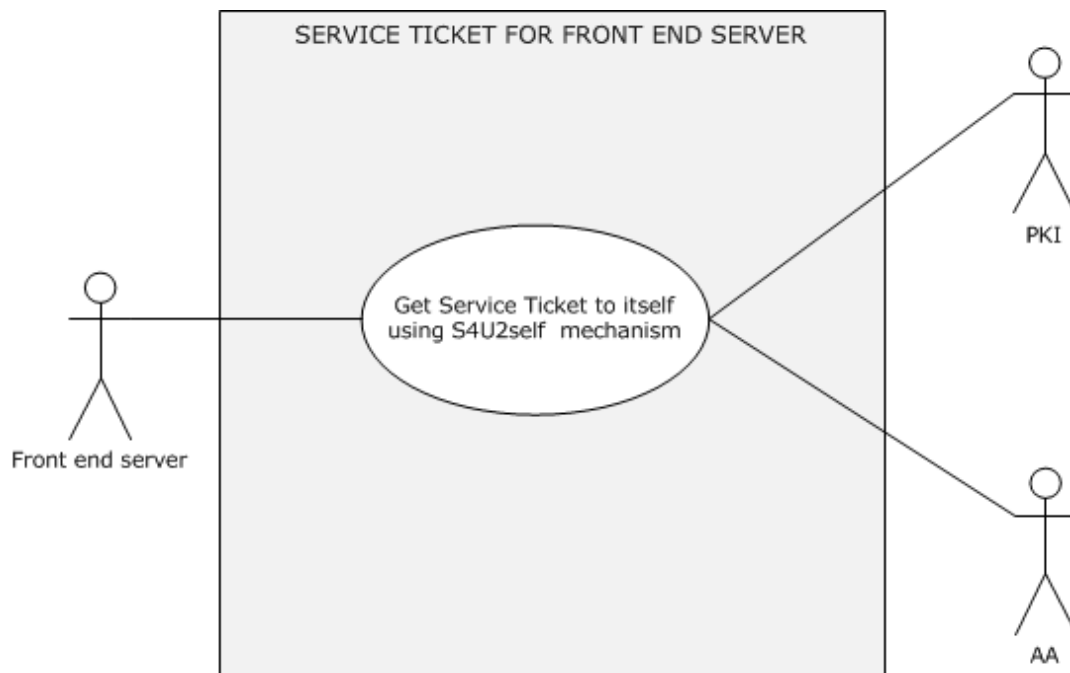 SERVICE TICKET FOR FRONT END SERVER
PKI
Get Service Ticket to itself
using S4U2self mechanism
Front end server
AA